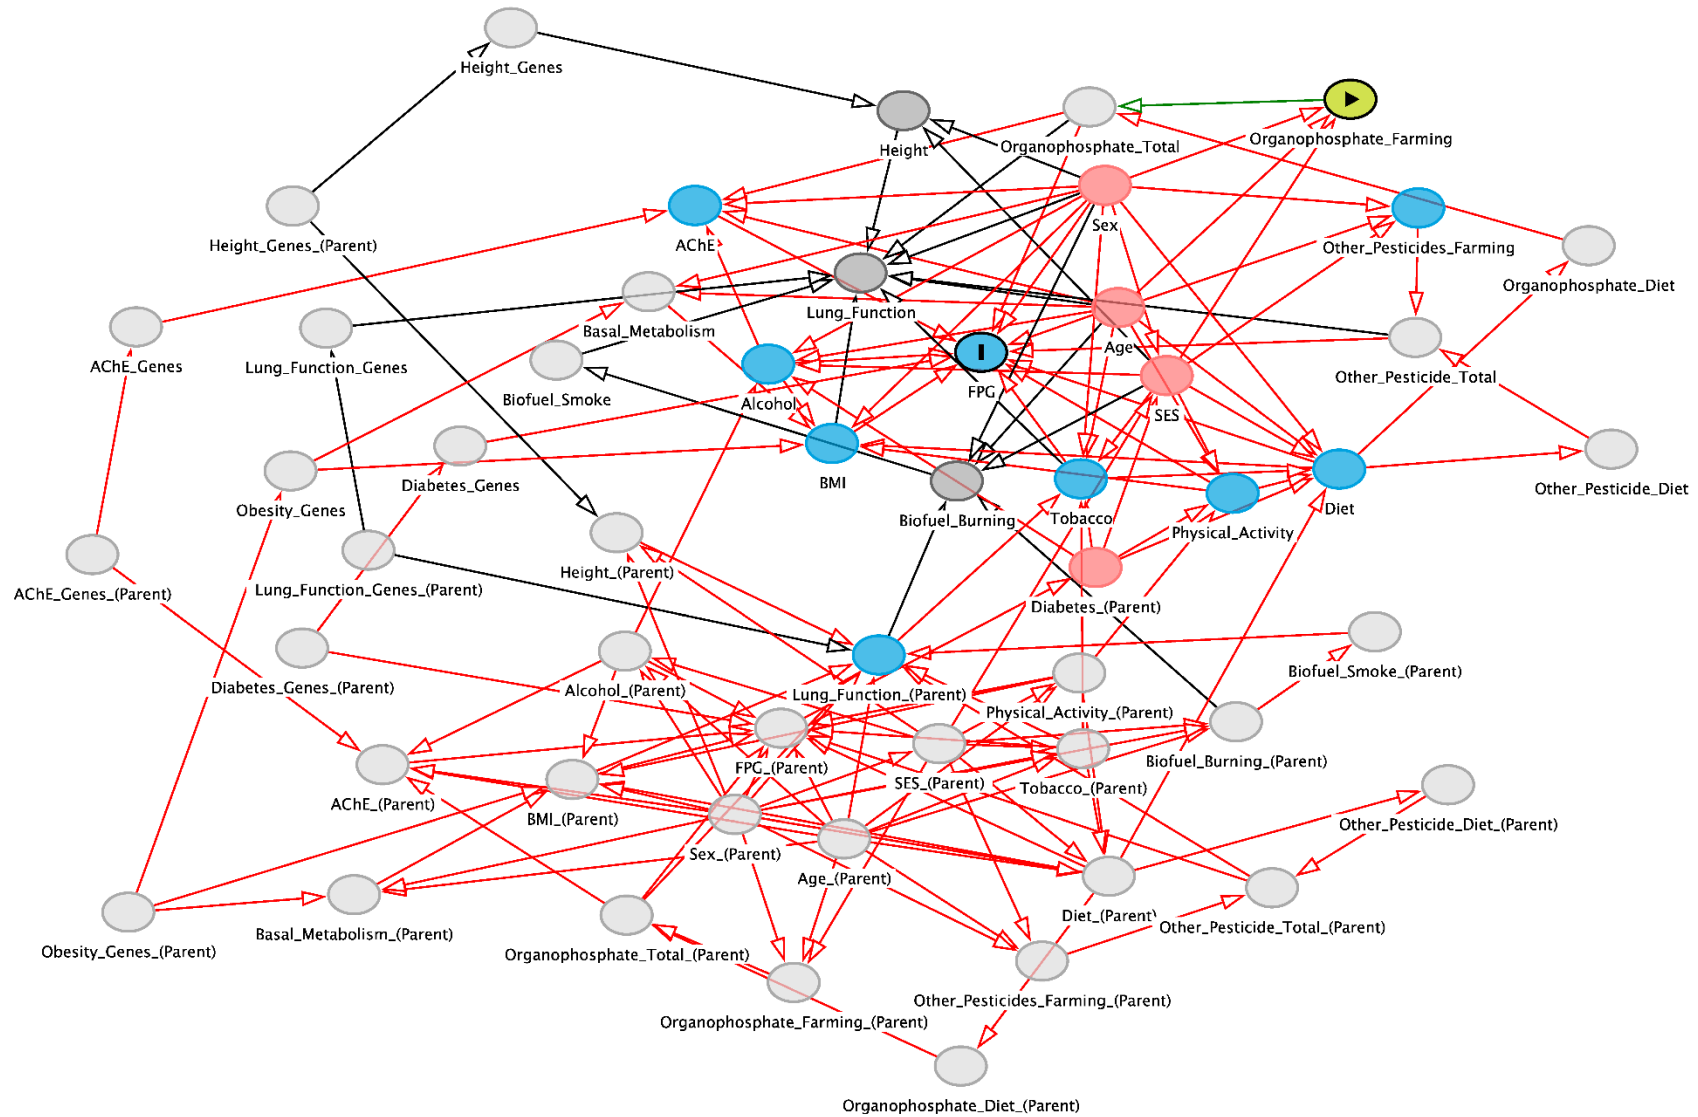 Height_Genes
Height
Organophosphate_Total
Organophosphate_Farming
Sex
Height_Genes_(Parent)
AChE
Other_Pesticides_Farming
Organophosphate_Diet
Lung_Function
Basal_Metabolism
Age
AChE_Genes
Lung_Function_Genes
Other_Pesticide_Total
FPG
Biofuel_Smoke
Alcohol
SES
BMI
Diabetes_Genes
Other_Pesticide_Diet
Obesity_Genes
Biofuel_Burning
Tobacco
Diet
Physical_Activity
Height_(Parent)
AChE_Genes_(Parent)
Lung_Function_Genes_(Parent)
Diabetes_(Parent)
Biofuel_Smoke_(Parent)
Diabetes_Genes_(Parent)
Alcohol_(Parent)
Lung_Function_(Parent)
Physical_Activity_(Parent)
Biofuel_Burning_(Parent)
FPG_(Parent)
SES_(Parent)
Tobacco_(Parent)
AChE_(Parent)
BMI_(Parent)
Other_Pesticide_Diet_(Parent)
Sex_(Parent)
Age_(Parent)
Diet_(Parent)
Other_Pesticide_Total_(Parent)
Obesity_Genes_(Parent)
Basal_Metabolism_(Parent)
Organophosphate_Total_(Parent)
Other_Pesticides_Farming_(Parent)
Organophosphate_Farming_(Parent)
Organophosphate_Diet_(Parent)